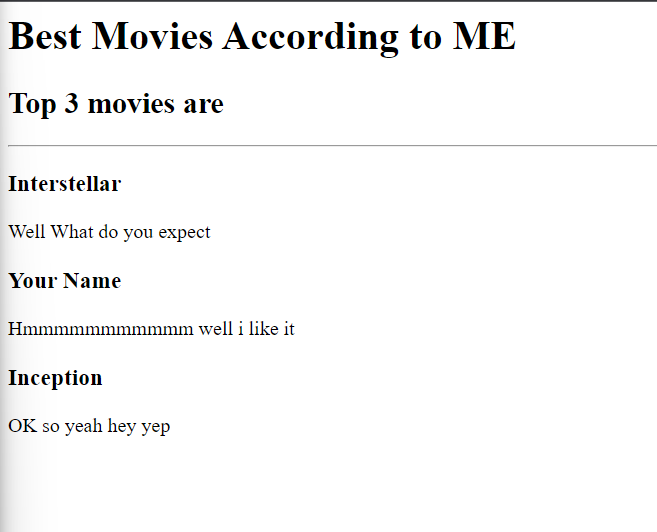 Best Movies According to ME
Top 3 movies are
Interstellar
Well What do you expect
Your Name
Hmmmmmmmmmmm well i like it
Inception
OK so yeah hey yep